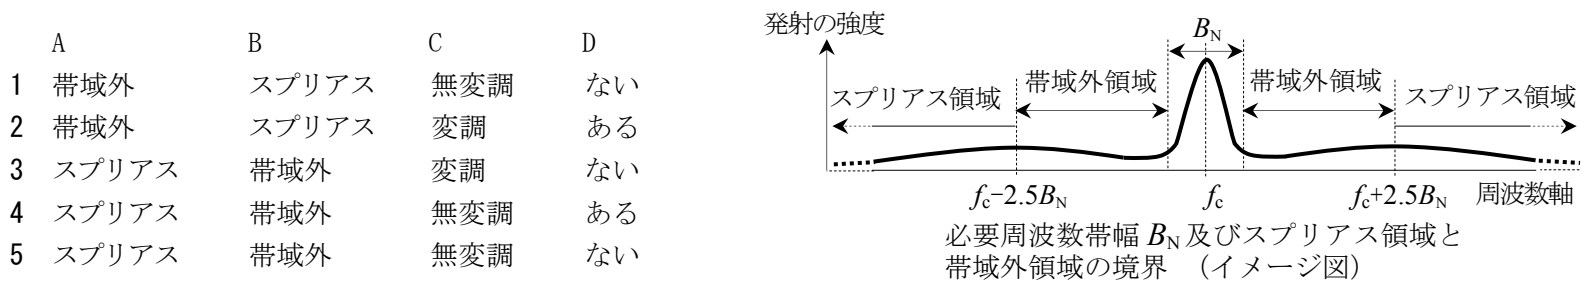 A B C D
1 帯域外 スプリアス 無変調 ない
2 帯域外 スプリアス 変調 ある
3 スプリアス 帯域外 変調 ない
4 スプリアス 帯域外 無変調 ある
5 スプリアス 帯域外 無変調 ない
発射の強度
BN
帯域外領域 帯域外領域
スプリアス領域 スプリアス領域
fc−2.5BN fc fc+2.5BN 周波数軸
必要周波数帯幅 BN 及びスプリアス領域と
帯域外領域の境界 (イメージ図)